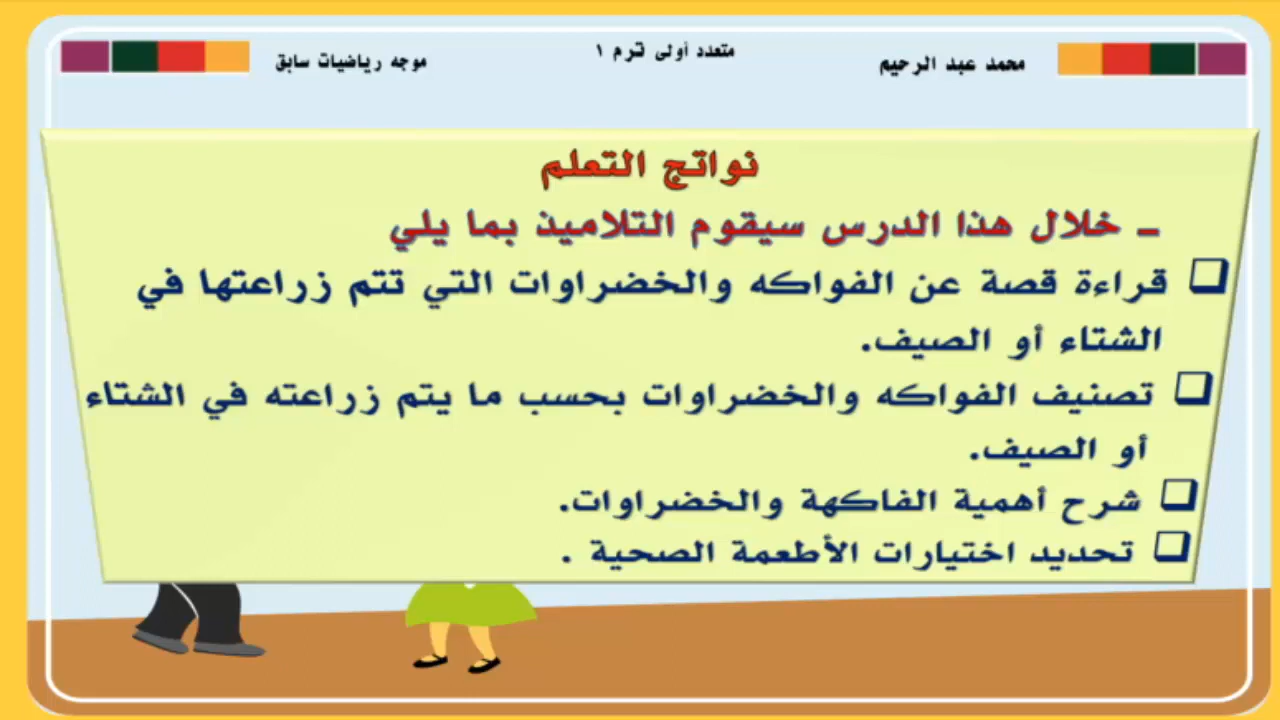 محمد عبد الرحيم
متعدد أولى ترم ١
موجه رياضيات سابق
نواتج التعلم
- خلال هذا الدرس سيقوم التلاميذ بما يلي
❑ قراءة قصة عن الفواكه والخضراوات التي تتم زراعتها في
الشتاء أو الصيف.
❑ تصنيف الفواكه والخضراوات بحسب ما يتم زراعته في الشتاء
أو الصيف.
❑ شرح أهمية الفاكهة والخضراوات.
❑ تحديد اختيارات الأطعمة الصحية .